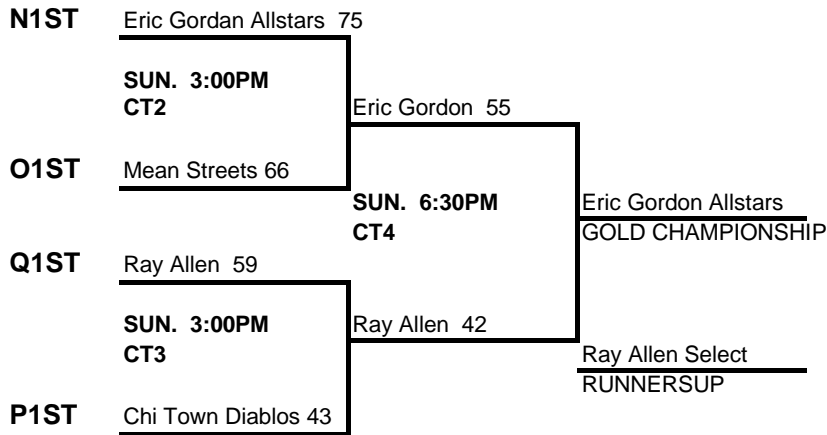 N1ST Eric Gordan Allstars 75
SUN. 3:00PM
CT2 Eric Gordon 55
O1ST Mean Streets 66
SUN. 6:30PM Eric Gordon Allstars
CT4 GOLD CHAMPIONSHIP
Q1ST Ray Allen 59
SUN. 3:00PM Ray Allen 42
CT3 Ray Allen Select
RUNNERSUP
P1ST Chi Town Diablos 43